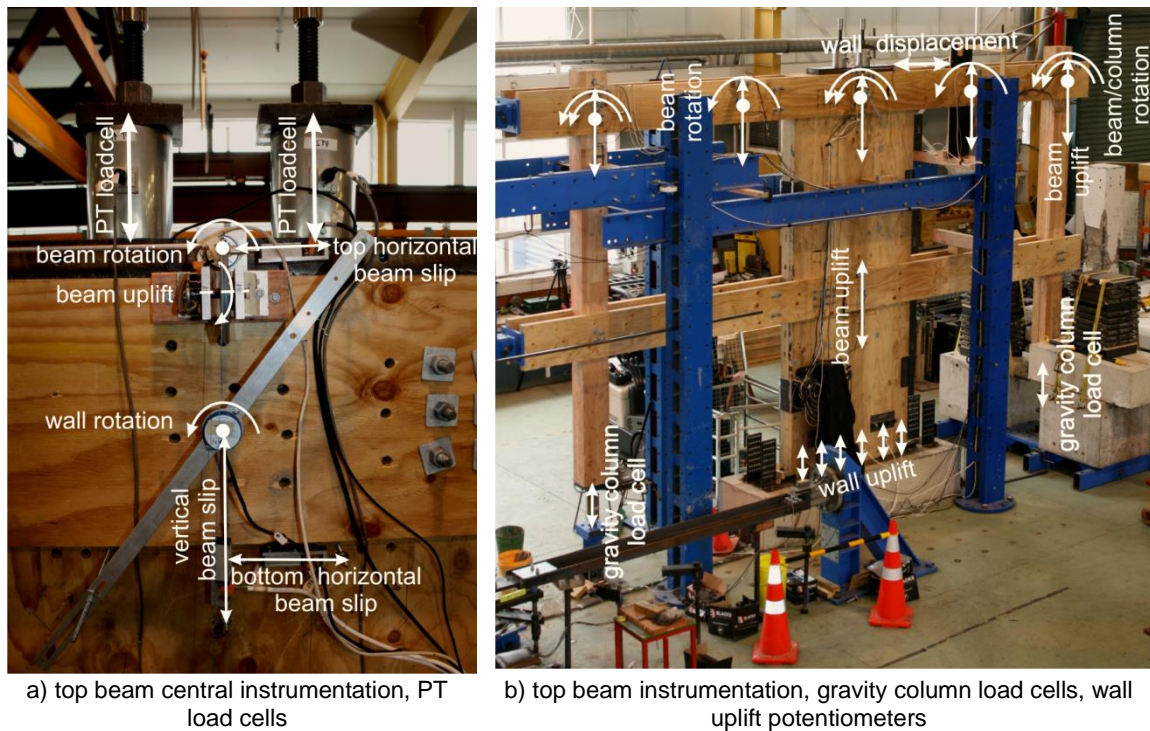 PT loadcell
PT loadcell
beam rotation
top horizontal
beam slip
beam uplift
wall rotation
vertical
beam slip
bottom horizontal
beam slip
wall displacement
beam
rotation
beam/column
rotation
beam
uplift
beam uplift
gravity column
load cell
wall uplift
gravity column
load cell
a) top beam central instrumentation, PT
load cells
b) top beam instrumentation, gravity column load cells, wall
uplift potentiometers